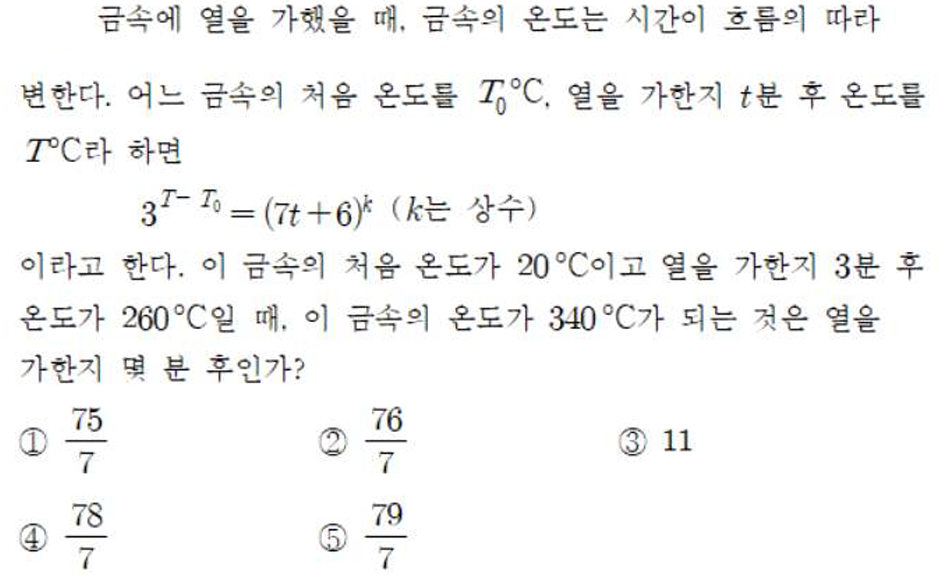 금속에 열을 가했을 때, 금속의 온도는 시간이 흐름의 따라
변한다. 어느 금속의 처음 온도를 T₀℃, 열을 가한지 t분 후 온도를
T℃라 하면
3^{T-T₀} = (7t+6)^k (k는 상수)
이라고 한다. 이 금속의 처음 온도가 20℃이고 열을 가한지 3분 후
온도가 260℃일 때, 이 금속의 온도가 340℃가 되는 것은 열을
가한지 몇 분 후인가?
① 75/7 ② 76/7 ③ 11
④ 78/7 ⑤ 79/7